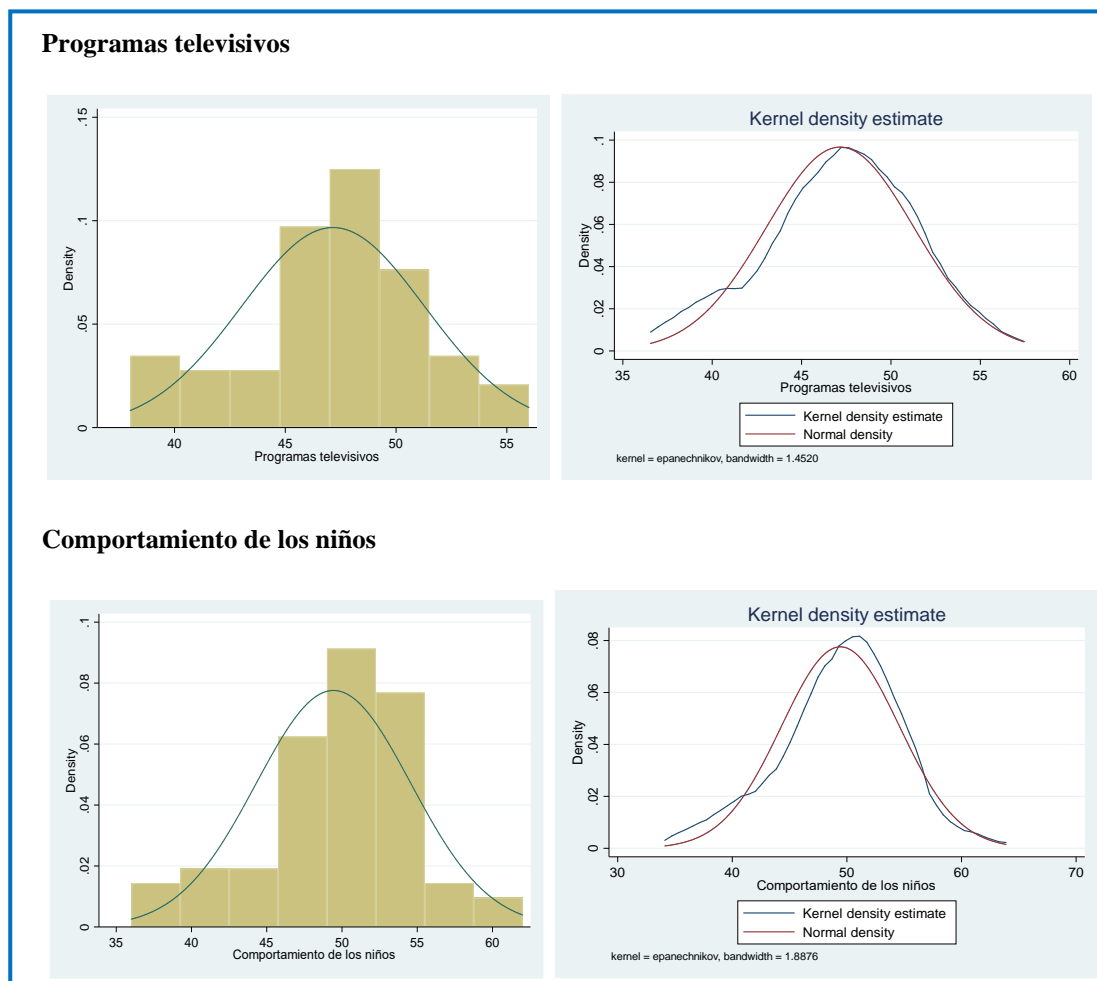 Programas televisivos
.15
.1
.05
0
Density
40 45 50 55
Programas televisivos
Kernel density estimate
.1
.08
.06
.04
.02
0
Density
35 40 45 50 55 60
Programas televisivos
Kernel density estimate
Normal density
kernel = epanechnikov, bandwidth = 1.4520
Comportamiento de los niños
.1
.08
.06
.04
.02
0
Density
35 40 45 50 55 60
Comportamiento de los niños
Kernel density estimate
.08
.06
.04
.02
0
Density
30 40 50 60 70
Comportamiento de los niños
Kernel density estimate
Normal density
kernel = epanechnikov, bandwidth = 1.8876